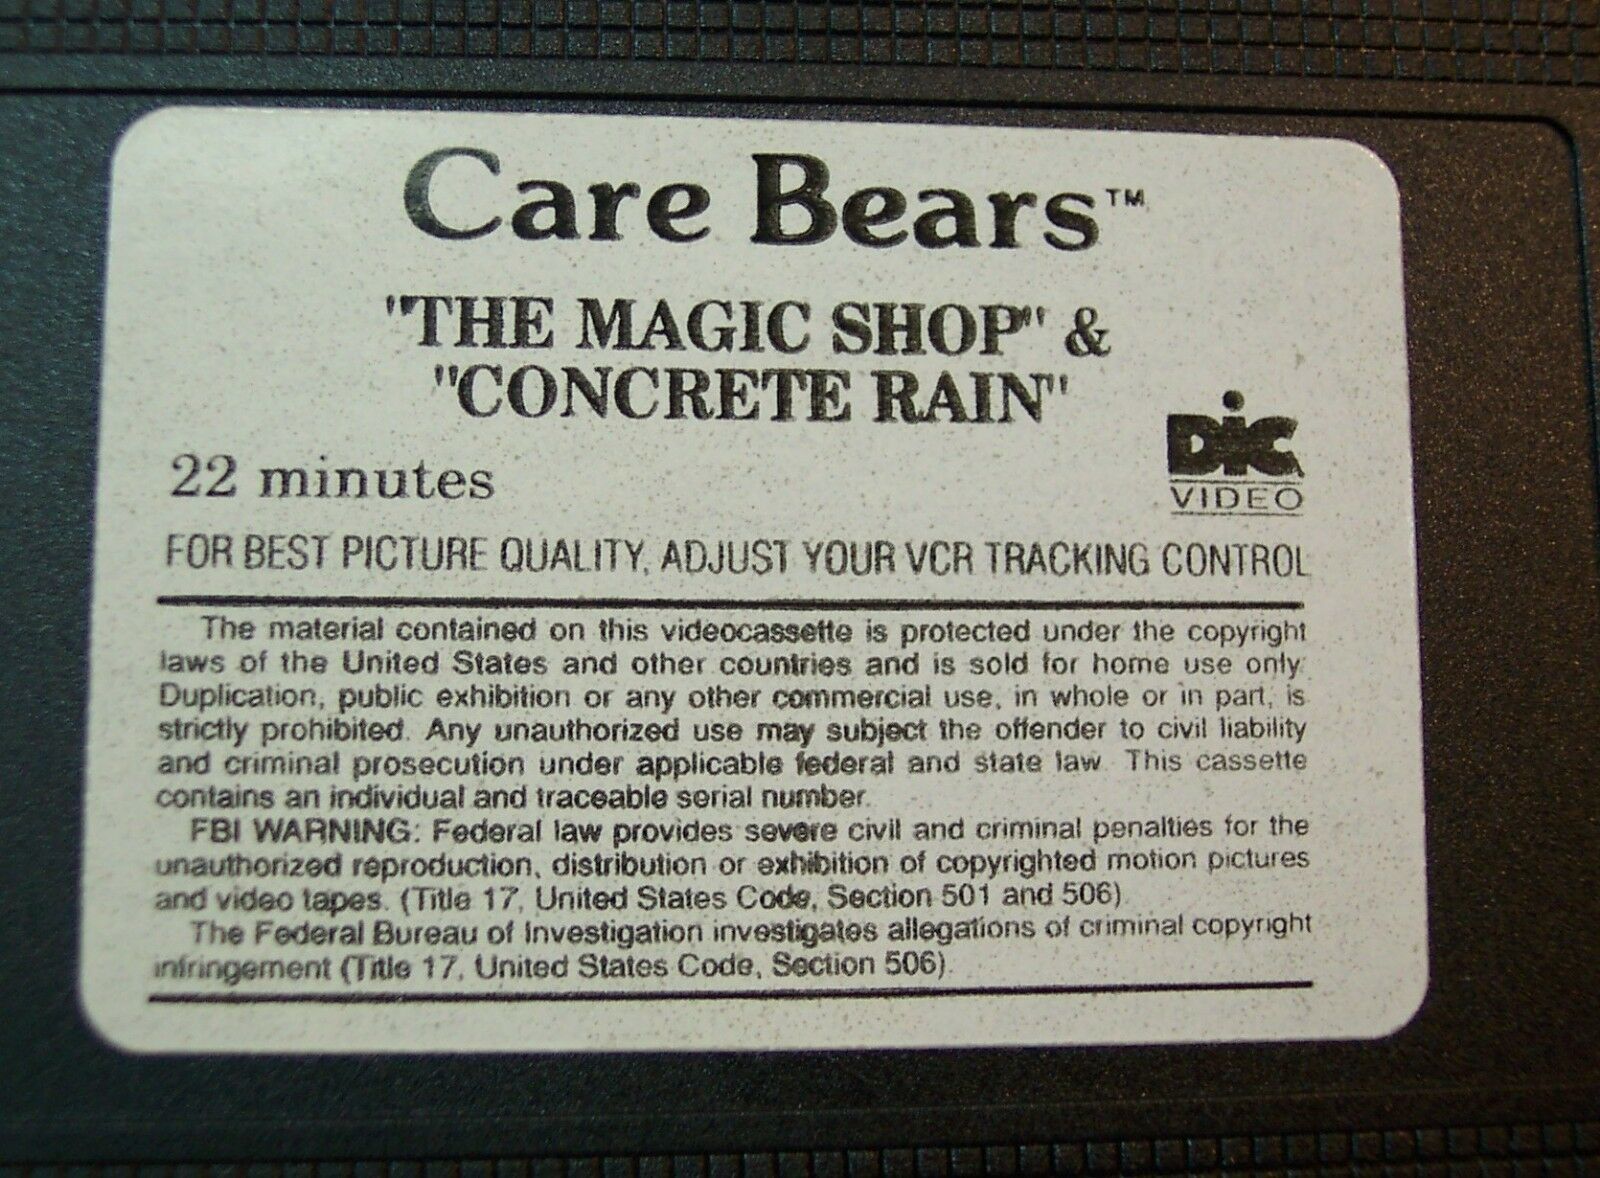 Care Bears™
"THE MAGIC SHOP" &
"CONCRETE RAIN"
DiC
VIDEO
22 minutes
FOR BEST PICTURE QUALITY, ADJUST YOUR VCR TRACKING CONTROL
The material contained on this videocassette is protected under the copyright
laws of the United States and other countries and is sold for home use only.
Duplication, public exhibition or any other commercial use, in whole or in part, is
strictly prohibited. Any unauthorized use may subject the offender to civil liability
and criminal prosecution under applicable federal and state law. This cassette
contains an individual and traceable serial number.
FBI WARNING: Federal law provides severe civil and criminal penalties for the
unauthorized reproduction, distribution or exhibition of copyrighted motion pictures
and video tapes. (Title 17, United States Code, Section 501 and 506).
The Federal Bureau of Investigation investigates allegations of criminal copyright
infringement (Title 17, United States Code, Section 506).